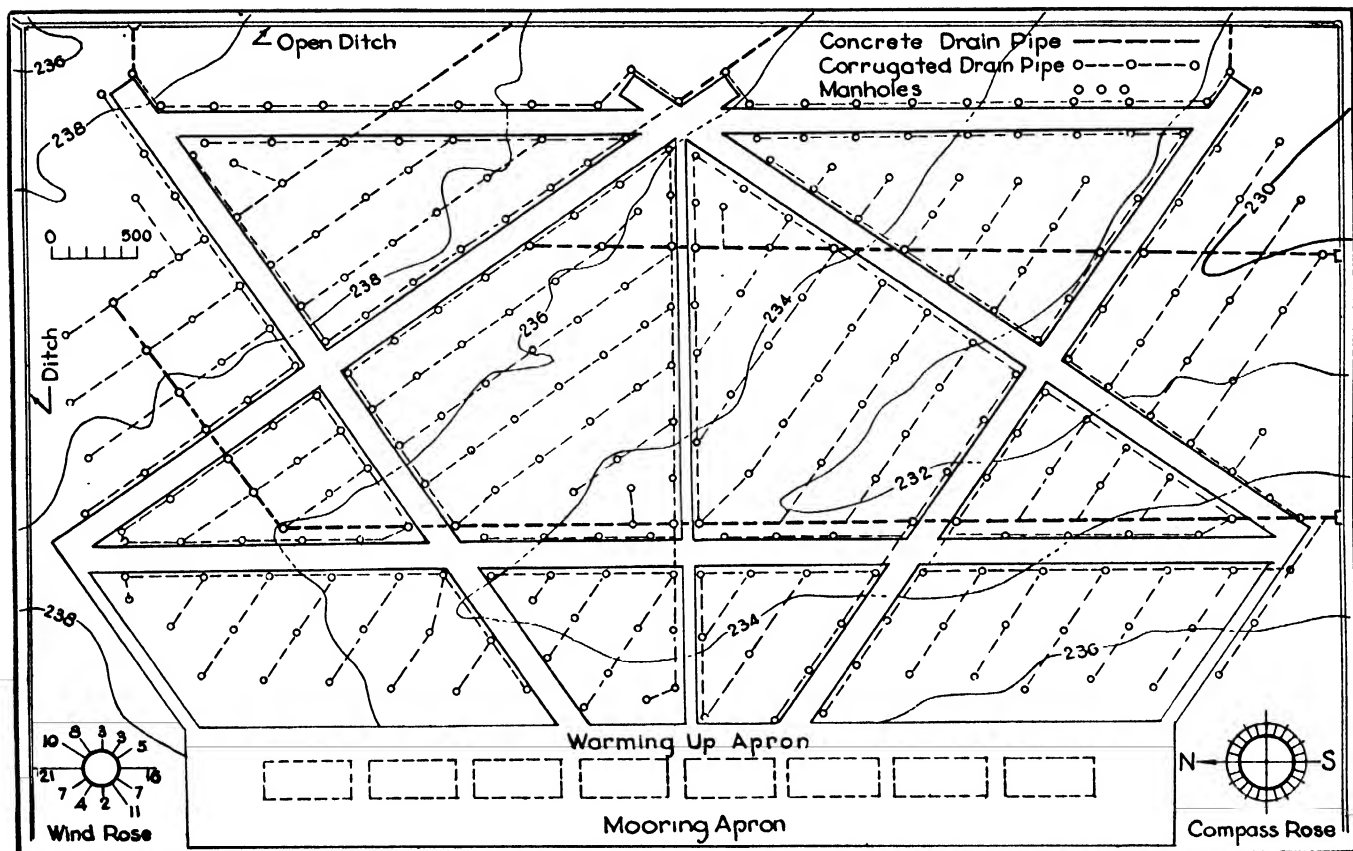 Open Ditch
Concrete Drain Pipe
Corrugated Drain Pipe
Manholes
236
238
0 500
230
238
236
234
Ditch
232
238
234
236
Warming Up Apron
10 8 3 3 5
21 18
7 4 2 11 7
Wind Rose
Mooring Apron
N S
Compass Rose